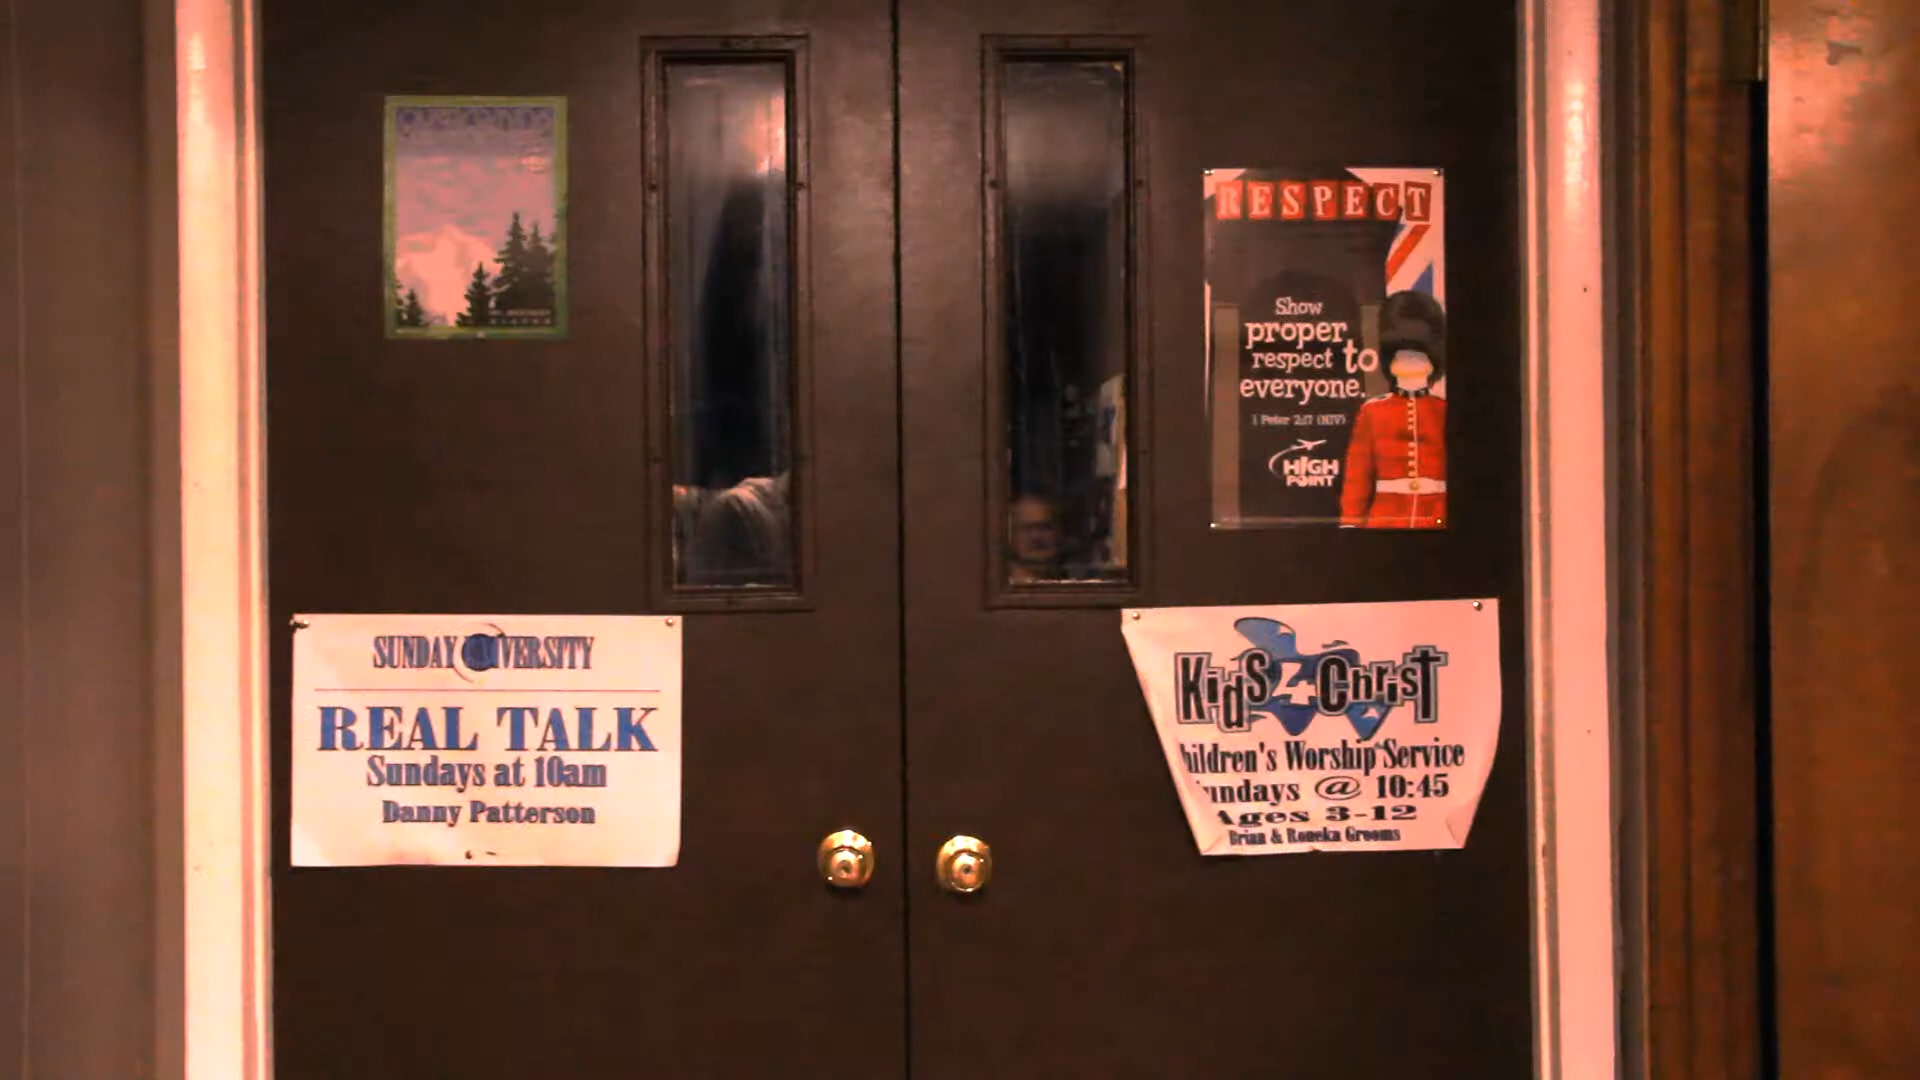 RESPECT
Show
proper
respect to
everyone.
1 Peter 2:17 (NIV)
HIGH
POINT
SUNDAY
VERSITY
REAL TALK
Sundays at 10am
Danny Patterson
Kids 4 Christ
hildren's Worship Service
undays @ 10:45
Ages 3-12
Brian & Roneka Grooms